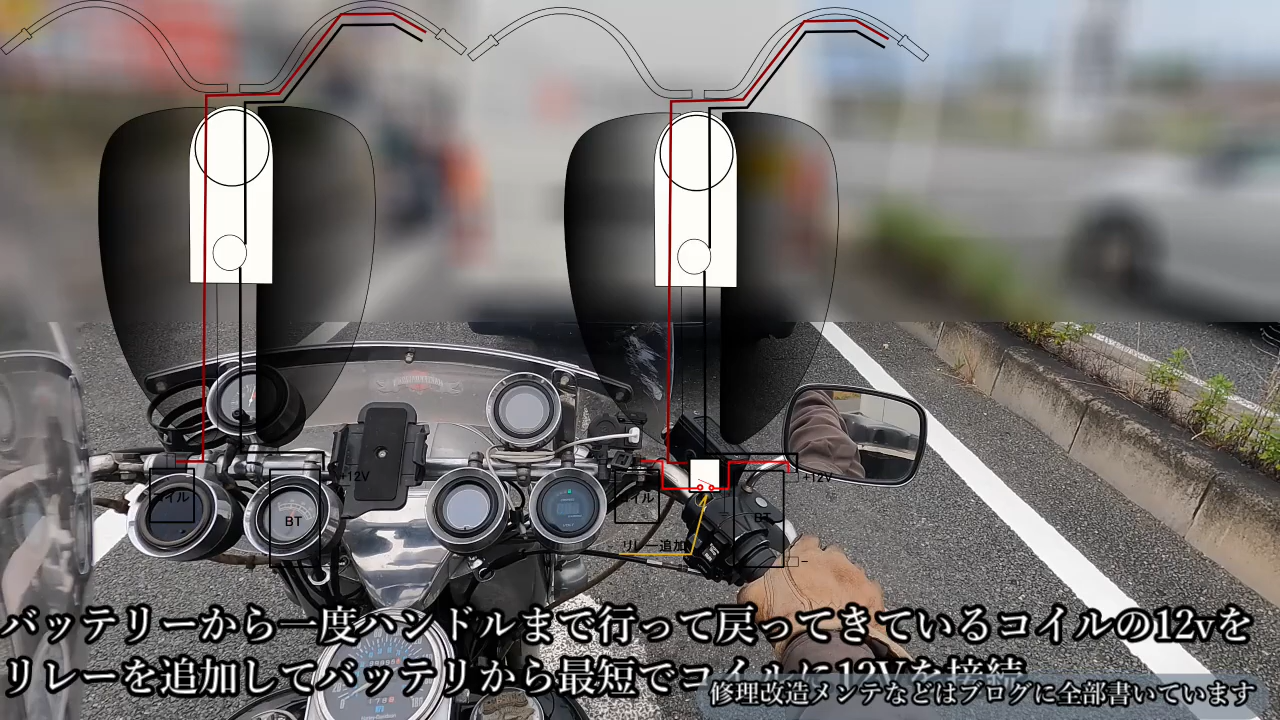 +12V
+12V
イル
コイル
BT
BT
リレー追加
バッテリーから一度ハンドルまで行って戻ってきているコイルの12vを
リレーを追加してバッテリから最短でコイルに12Vを接続
修理改造メンテなどはブログに全部書いています